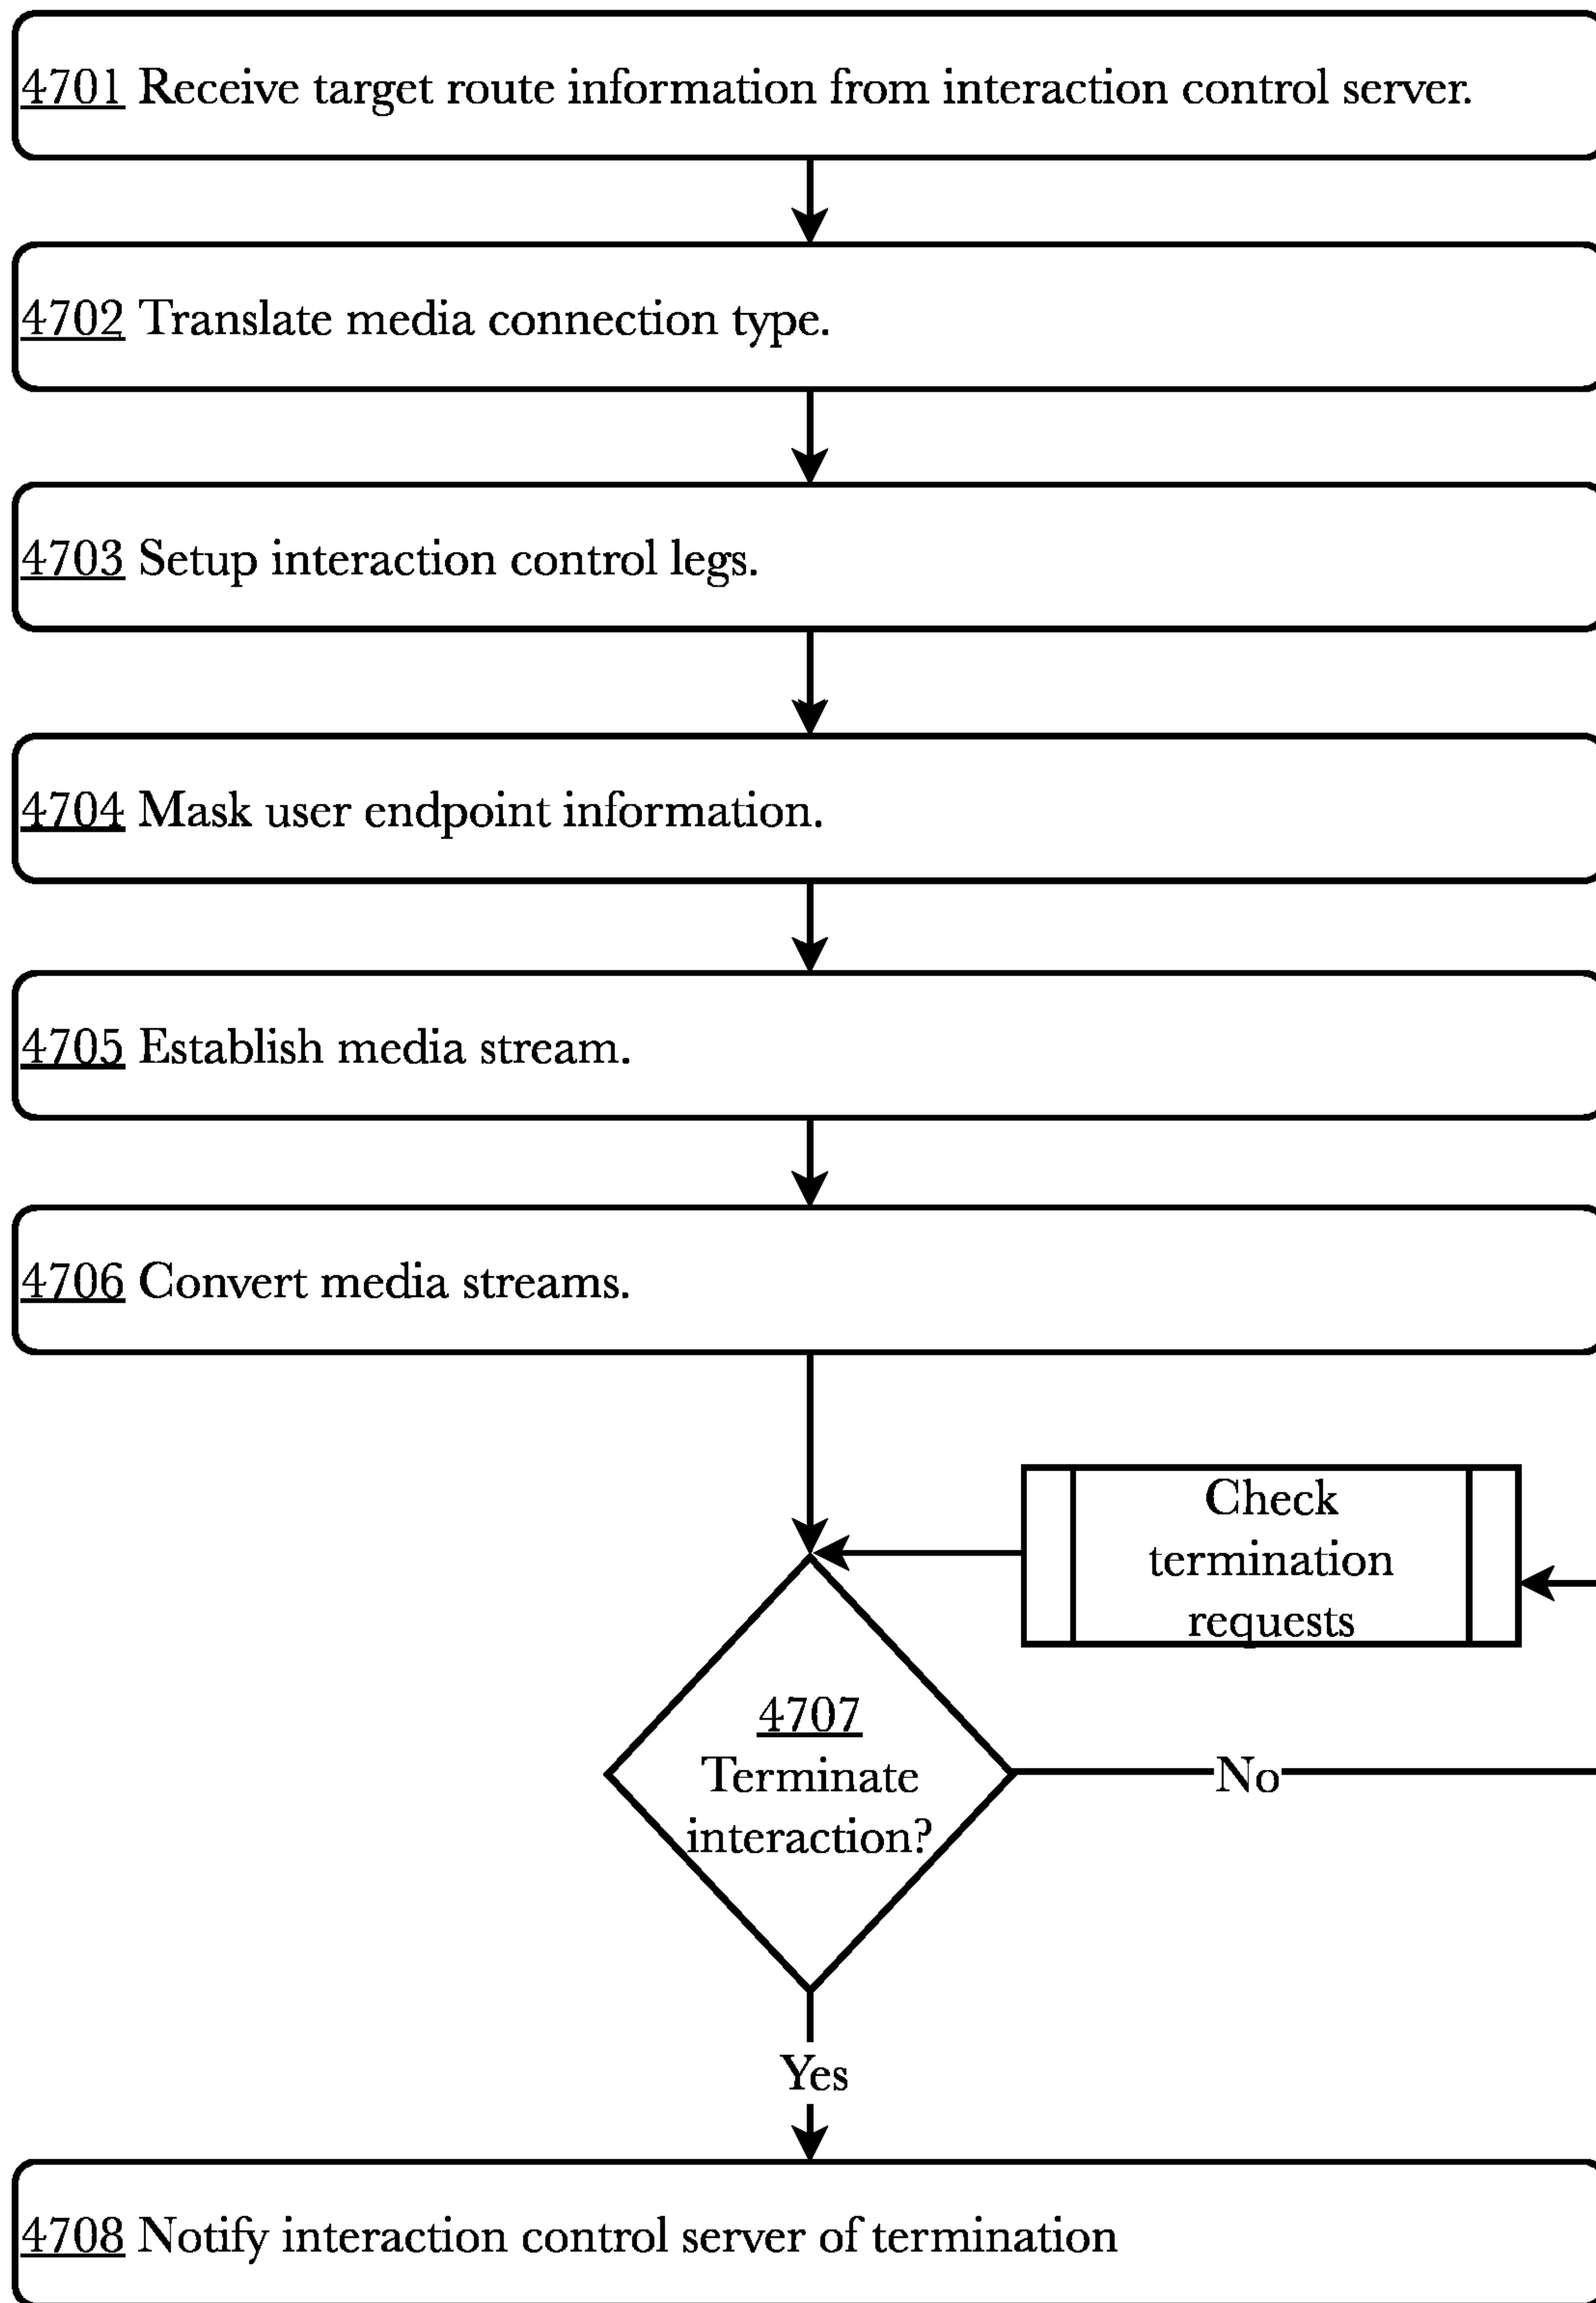 4701 Receive target route information from interaction control server.
4702 Translate media connection type.
4703 Setup interaction control legs.
4704 Mask user endpoint information.
4705 Establish media stream.
4706 Convert media streams.
Check
termination
requests
4707
Terminate
interaction?
No
Yes
4708 Notify interaction control server of termination